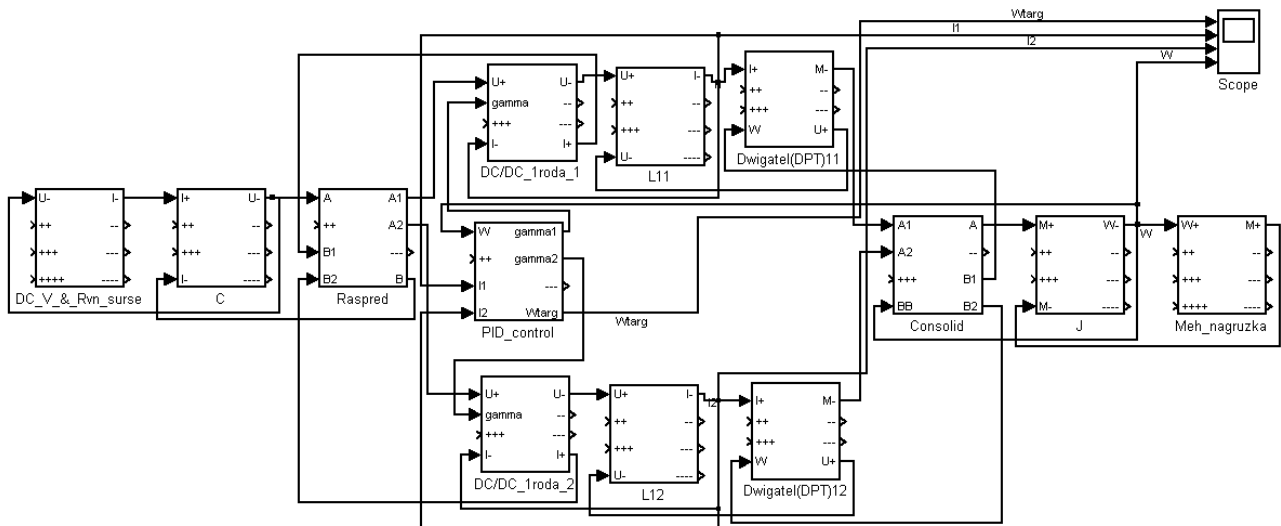 Wtarg
I1
I2
W
Scope
U+ U-
gamma --
+++ ---
I- I+
DC/DC_1roda_1
U+ I-
++ --
+++ ---
U- ----
L11
I1
I+ M-
++ --
+++ ---
W U+
Dwigatel(DPT)11
U- I-
++ --
+++ ---
++++ ----
DC_V_&_Rvn_surse
I+ U-
++ --
+++ ---
I- ----
C
A A1
++ A2
B1 ---
B2 B
Raspred
W gamma1
++ gamma2
I1 ---
I2 Wtarg
PID_control
Wtarg
A1 A
A2 --
+++ B1
BB B2
Consolid
M+ W-
++ --
+++ ---
M- ----
J
W
W+ M+
++ --
+++ ---
++++ ----
Meh_nagruzka
U+ U-
gamma --
+++ ---
I- I+
DC/DC_1roda_2
U+ I-
++ --
+++ ---
U- ----
L12
I2
I+ M-
++ --
+++ ---
W U+
Dwigatel(DPT)12